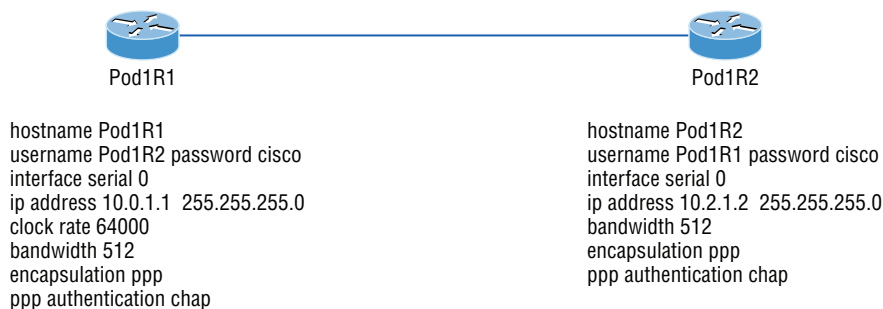 Pod1R1
Pod1R2
hostname Pod1R1
username Pod1R2 password cisco
interface serial 0
ip address 10.0.1.1  255.255.255.0
clock rate 64000
bandwidth 512
encapsulation ppp
ppp authentication chap
hostname Pod1R2
username Pod1R1 password cisco
interface serial 0
ip address 10.2.1.2  255.255.255.0
bandwidth 512
encapsulation ppp
ppp authentication chap